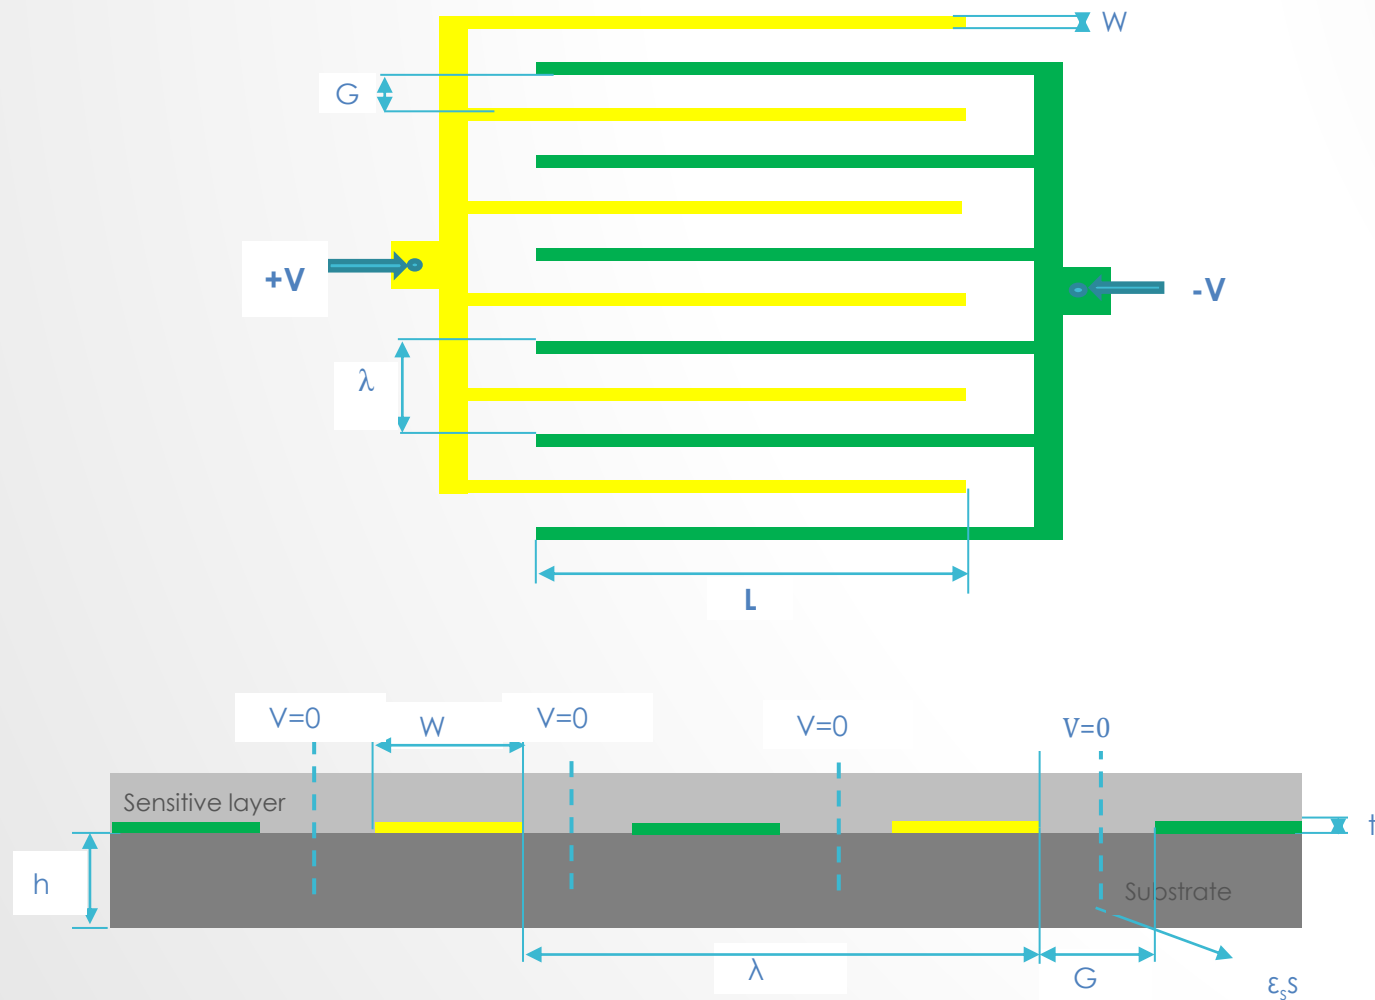 W
G
+V
-V
λ
L
V=0
W
V=0
V=0
V=0
Sensitive layer
t
h
Substrate
λ
G
εₛs